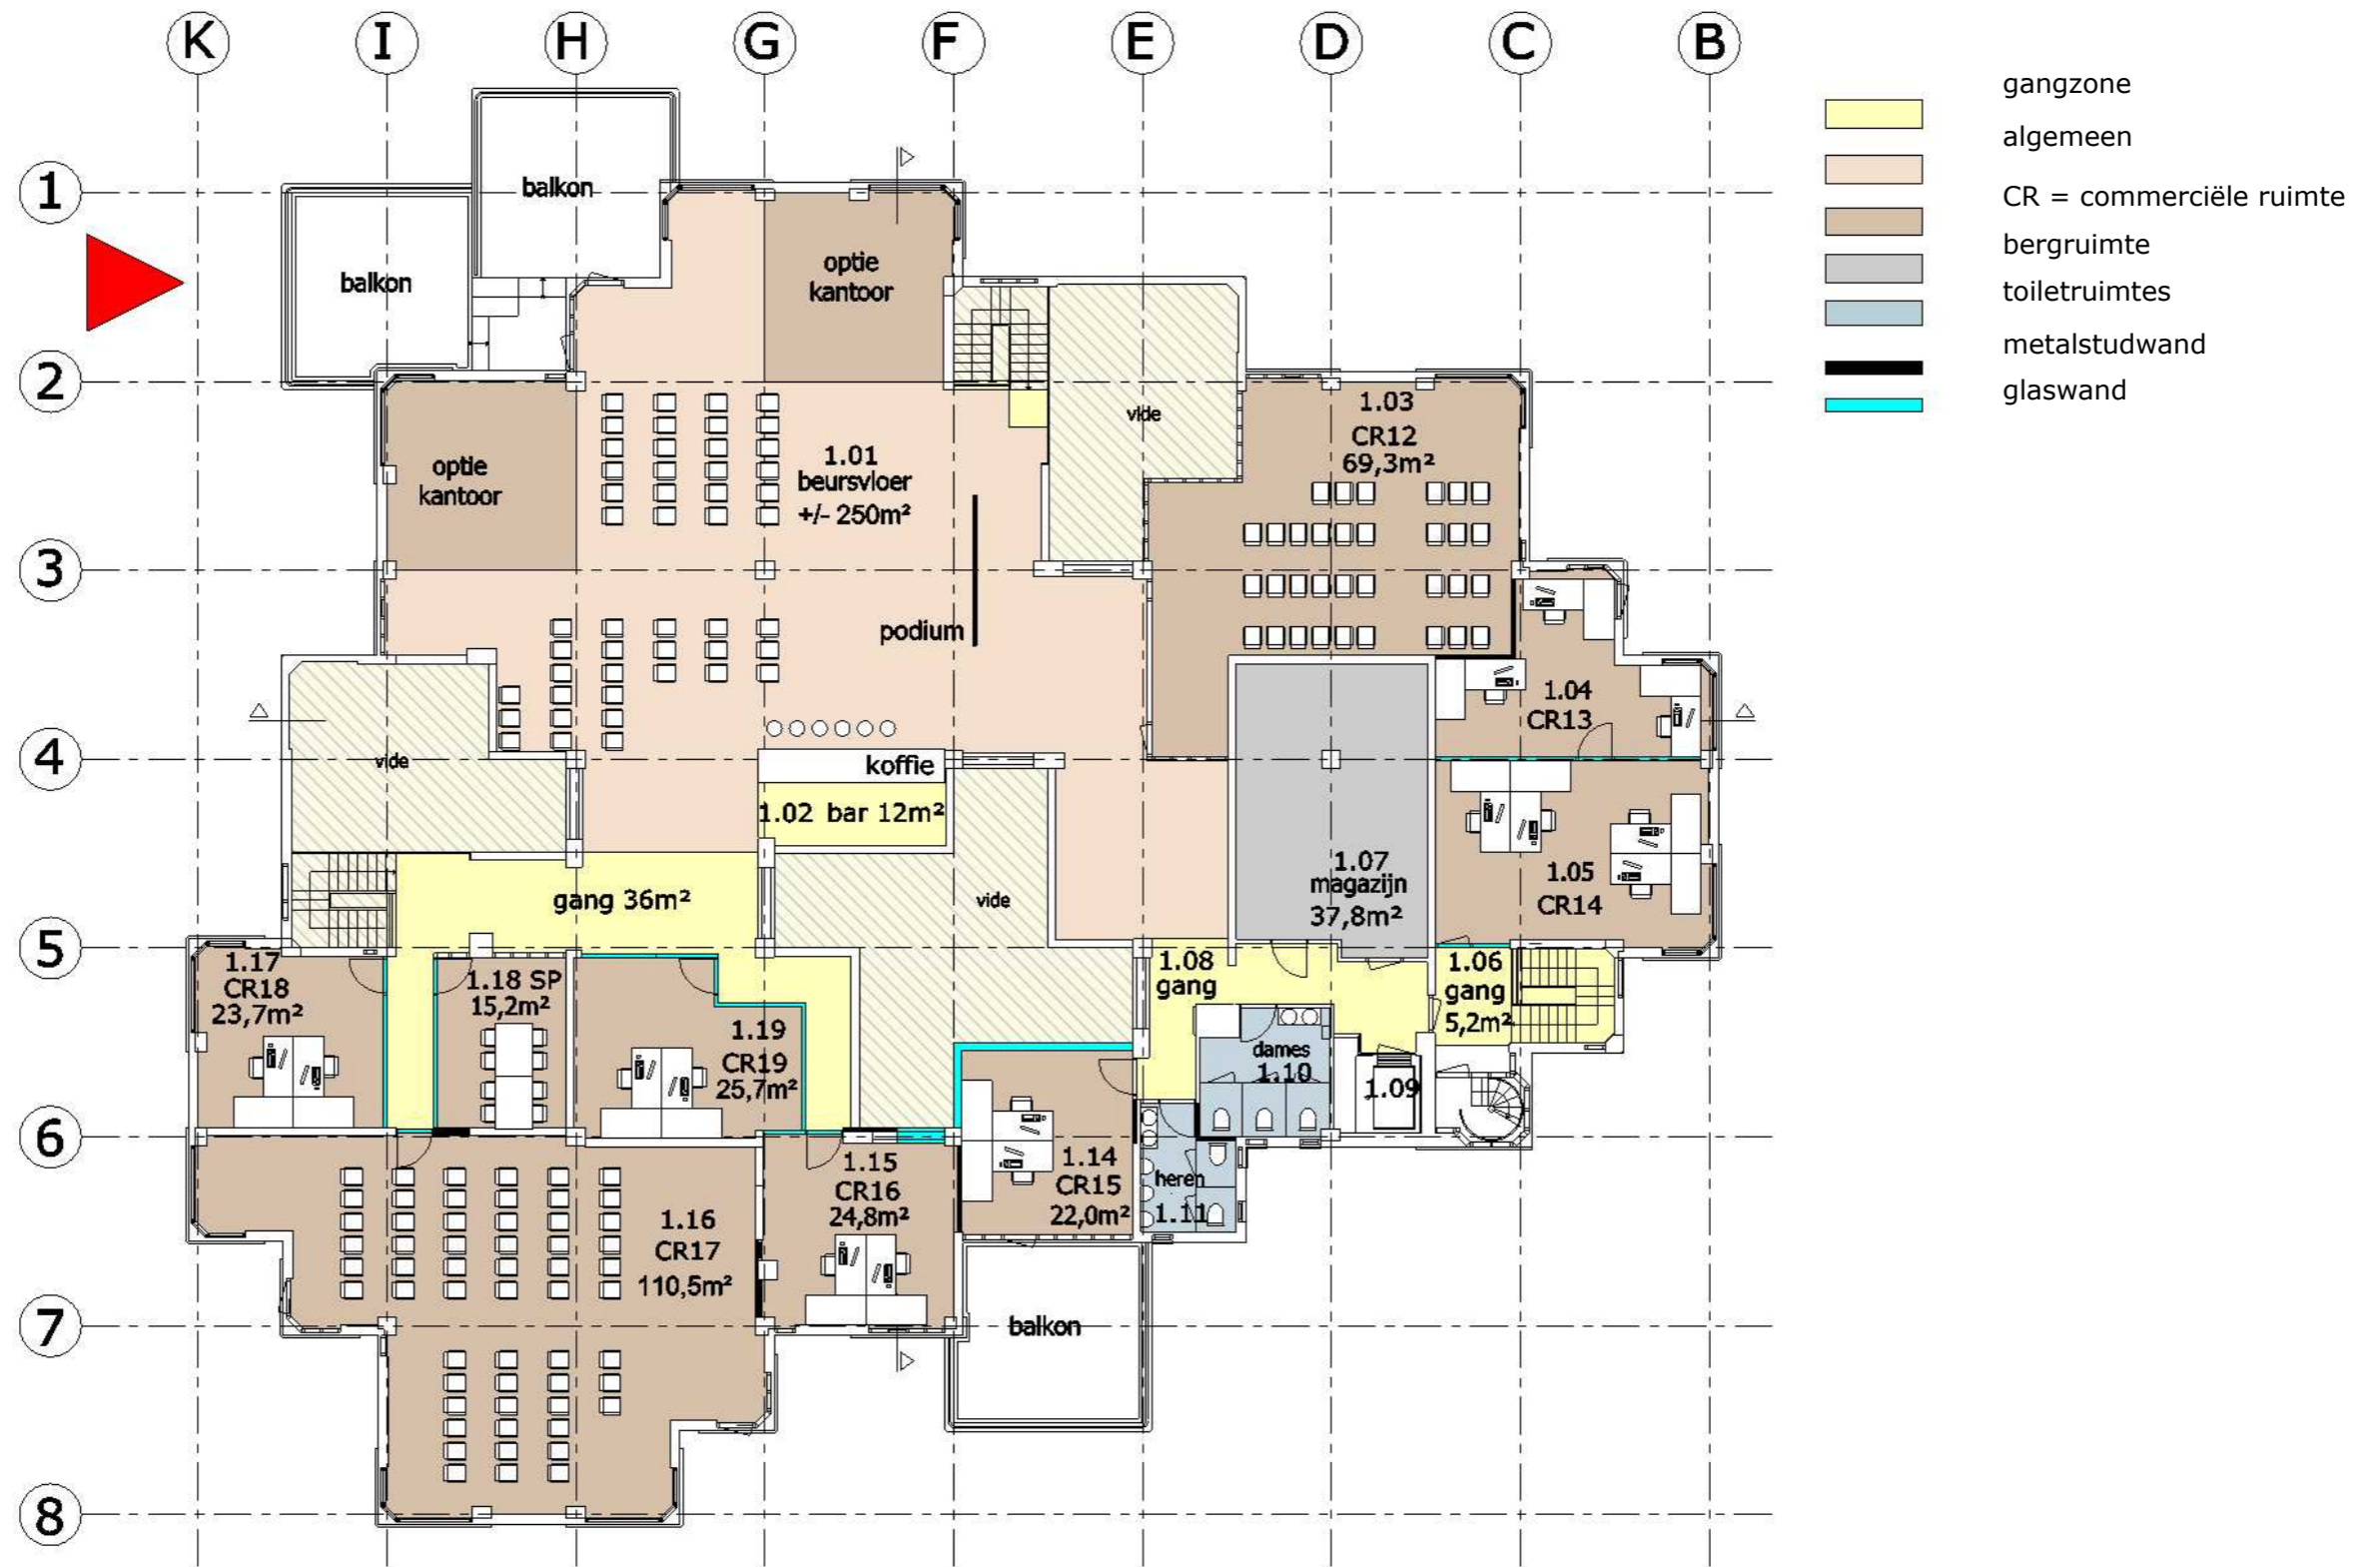 K I H G F E D C B
1
2
3
4
5
6
7
8
gangzone
algemeen
CR = commerciële ruimte
bergruimte
toiletruimtes
metalstudwand
glaswand
balkon
balkon
optie
kantoor
optie
kantoor
1.01
beursvloer
+/- 250m²
vide
1.03
CR12
69,3m²
podium
1.04
CR13
vide
koffie
1.02 bar 12m²
gang 36m²
vide
1.07
magazijn
37,8m²
1.05
CR14
1.17
CR18
23,7m²
1.18 SP
15,2m²
1.19
CR19
25,7m²
1.08
gang
1.06
gang
5,2m²
dames
1.10
1.09
1.16
CR17
110,5m²
1.15
CR16
24,8m²
1.14
CR15
22,0m²
heren
1.11
balkon